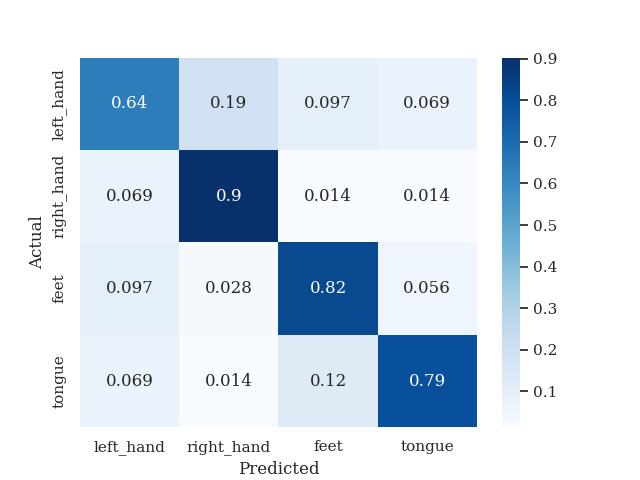 left_hand 0.64 0.19 0.097 0.069
right_hand 0.069 0.9 0.014 0.014
feet 0.097 0.028 0.82 0.056
tongue 0.069 0.014 0.12 0.79
left_hand right_hand feet tongue
Predicted
Actual
0.9
0.8
0.7
0.6
0.5
0.4
0.3
0.2
0.1